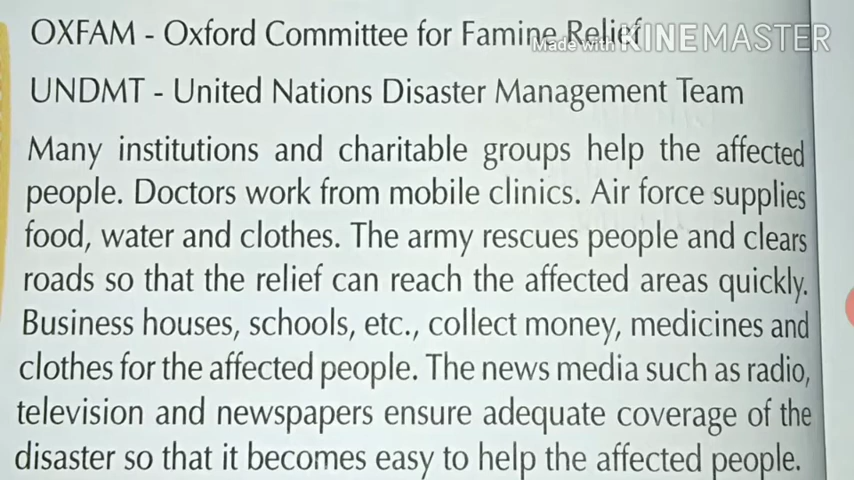 OXFAM - Oxford Committee for Famine Relief
Made with KINEMASTER
UNDMT - United Nations Disaster Management Team
Many institutions and charitable groups help the affected
people. Doctors work from mobile clinics. Air force supplies
food, water and clothes. The army rescues people and clears
roads so that the relief can reach the affected areas quickly.
Business houses, schools, etc., collect money, medicines and
clothes for the affected people. The news media such as radio,
television and newspapers ensure adequate coverage of the
disaster so that it becomes easy to help the affected people.